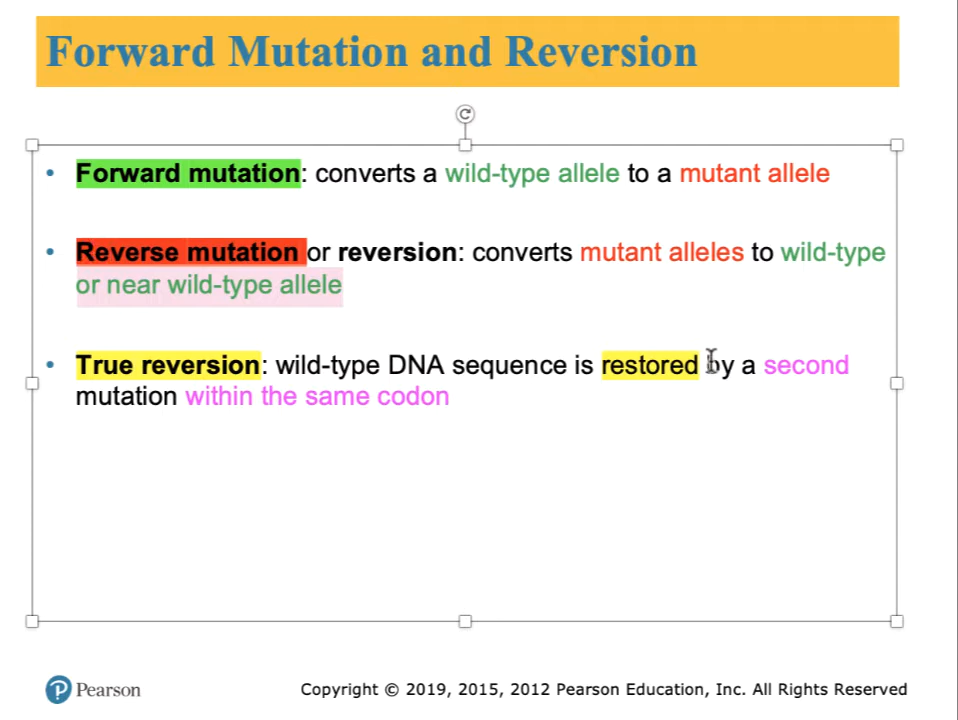 Forward Mutation and Reversion
• Forward mutation: converts a wild-type allele to a mutant allele
• Reverse mutation or reversion: converts mutant alleles to wild-type
or near wild-type allele
• True reversion: wild-type DNA sequence is restored by a second
mutation within the same codon
P Pearson
Copyright © 2019, 2015, 2012 Pearson Education, Inc. All Rights Reserved